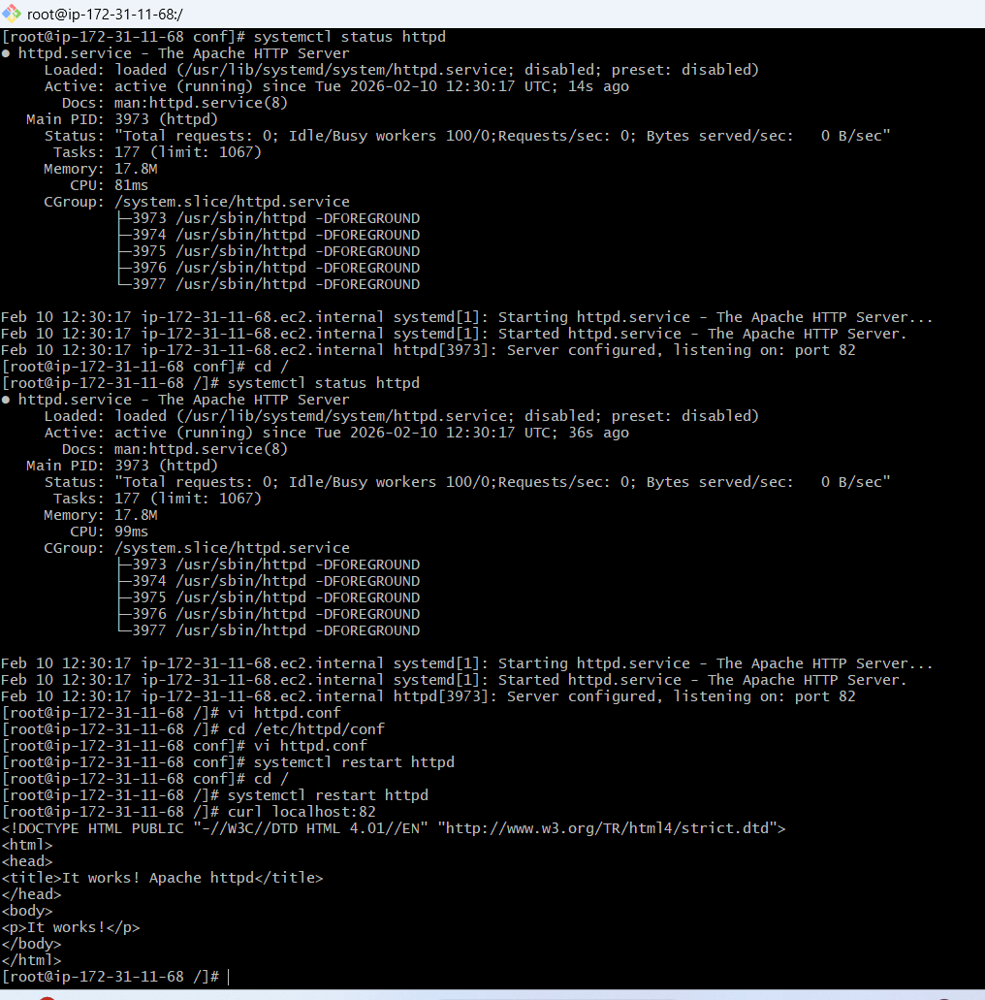 root@ip-172-31-11-68:/
[root@ip-172-31-11-68 conf]# systemctl status httpd
● httpd.service - The Apache HTTP Server
     Loaded: loaded (/usr/lib/systemd/system/httpd.service; disabled; preset: disabled)
     Active: active (running) since Tue 2026-02-10 12:30:17 UTC; 14s ago
       Docs: man:httpd.service(8)
   Main PID: 3973 (httpd)
     Status: "Total requests: 0; Idle/Busy workers 100/0;Requests/sec: 0; Bytes served/sec:   0 B/sec"
      Tasks: 177 (limit: 1067)
     Memory: 17.8M
        CPU: 81ms
     CGroup: /system.slice/httpd.service
             ├─3973 /usr/sbin/httpd -DFOREGROUND
             ├─3974 /usr/sbin/httpd -DFOREGROUND
             ├─3975 /usr/sbin/httpd -DFOREGROUND
             ├─3976 /usr/sbin/httpd -DFOREGROUND
             └─3977 /usr/sbin/httpd -DFOREGROUND

Feb 10 12:30:17 ip-172-31-11-68.ec2.internal systemd[1]: Starting httpd.service - The Apache HTTP Server...
Feb 10 12:30:17 ip-172-31-11-68.ec2.internal systemd[1]: Started httpd.service - The Apache HTTP Server.
Feb 10 12:30:17 ip-172-31-11-68.ec2.internal httpd[3973]: Server configured, listening on: port 82
[root@ip-172-31-11-68 conf]# cd /
[root@ip-172-31-11-68 /]# systemctl status httpd
● httpd.service - The Apache HTTP Server
     Loaded: loaded (/usr/lib/systemd/system/httpd.service; disabled; preset: disabled)
     Active: active (running) since Tue 2026-02-10 12:30:17 UTC; 36s ago
       Docs: man:httpd.service(8)
   Main PID: 3973 (httpd)
     Status: "Total requests: 0; Idle/Busy workers 100/0;Requests/sec: 0; Bytes served/sec:   0 B/sec"
      Tasks: 177 (limit: 1067)
     Memory: 17.8M
        CPU: 99ms
     CGroup: /system.slice/httpd.service
             ├─3973 /usr/sbin/httpd -DFOREGROUND
             ├─3974 /usr/sbin/httpd -DFOREGROUND
             ├─3975 /usr/sbin/httpd -DFOREGROUND
             ├─3976 /usr/sbin/httpd -DFOREGROUND
             └─3977 /usr/sbin/httpd -DFOREGROUND

Feb 10 12:30:17 ip-172-31-11-68.ec2.internal systemd[1]: Starting httpd.service - The Apache HTTP Server...
Feb 10 12:30:17 ip-172-31-11-68.ec2.internal systemd[1]: Started httpd.service - The Apache HTTP Server.
Feb 10 12:30:17 ip-172-31-11-68.ec2.internal httpd[3973]: Server configured, listening on: port 82
[root@ip-172-31-11-68 /]# vi httpd.conf
[root@ip-172-31-11-68 /]# cd /etc/httpd/conf
[root@ip-172-31-11-68 conf]# vi httpd.conf
[root@ip-172-31-11-68 conf]# systemctl restart httpd
[root@ip-172-31-11-68 conf]# cd /
[root@ip-172-31-11-68 /]# systemctl restart httpd
[root@ip-172-31-11-68 /]# curl localhost:82
<!DOCTYPE HTML PUBLIC "-//W3C//DTD HTML 4.01//EN" "http://www.w3.org/TR/html4/strict.dtd">
<html>
<head>
<title>It works! Apache httpd</title>
</head>
<body>
<p>It works!</p>
</body>
</html>
[root@ip-172-31-11-68 /]#